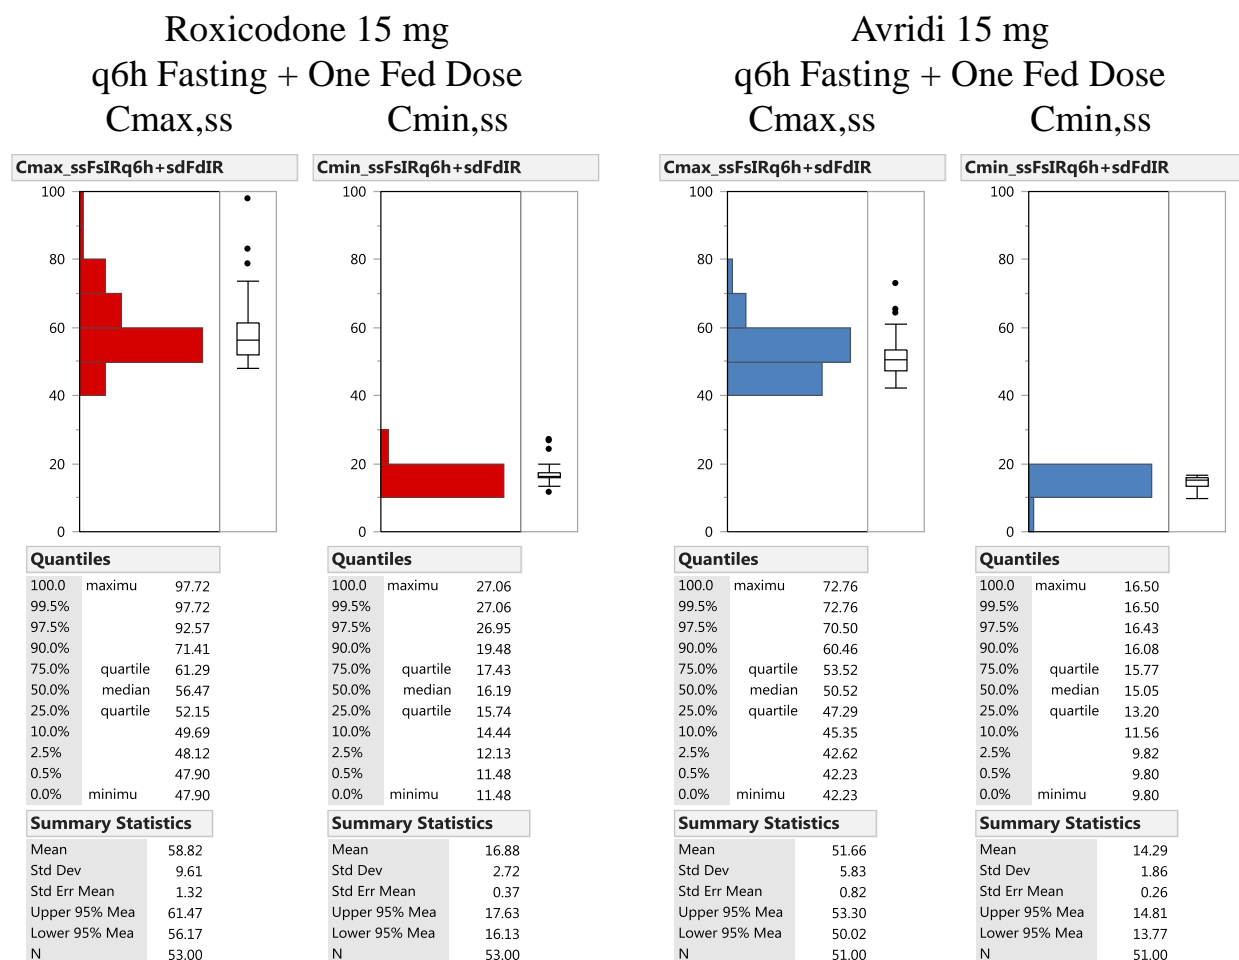 Roxicodone 15 mg
q6h Fasting + One Fed Dose
Cmax,ss Cmin,ss
Avridi 15 mg
q6h Fasting + One Fed Dose
Cmax,ss Cmin,ss
Cmax_ssFsIRq6h+sdFdIR
100
80
60
40
20
0
Quantiles
100.0 maximu 97.72
99.5% 97.72
97.5% 92.57
90.0% 71.41
75.0% quartile 61.29
50.0% median 56.47
25.0% quartile 52.15
10.0% 49.69
2.5% 48.12
0.5% 47.90
0.0% minimu 47.90
Summary Statistics
Mean 58.82
Std Dev 9.61
Std Err Mean 1.32
Upper 95% Mea 61.47
Lower 95% Mea 56.17
N 53.00
Cmin_ssFsIRq6h+sdFdIR
100
80
60
40
20
0
Quantiles
100.0 maximu 27.06
99.5% 27.06
97.5% 26.95
90.0% 19.48
75.0% quartile 17.43
50.0% median 16.19
25.0% quartile 15.74
10.0% 14.44
2.5% 12.13
0.5% 11.48
0.0% minimu 11.48
Summary Statistics
Mean 16.88
Std Dev 2.72
Std Err Mean 0.37
Upper 95% Mea 17.63
Lower 95% Mea 16.13
N 53.00
Cmax_ssFsIRq6h+sdFdIR
100
80
60
40
20
0
Quantiles
100.0 maximu 72.76
99.5% 72.76
97.5% 70.50
90.0% 60.46
75.0% quartile 53.52
50.0% median 50.52
25.0% quartile 47.29
10.0% 45.35
2.5% 42.62
0.5% 42.23
0.0% minimu 42.23
Summary Statistics
Mean 51.66
Std Dev 5.83
Std Err Mean 0.82
Upper 95% Mea 53.30
Lower 95% Mea 50.02
N 51.00
Cmin_ssFsIRq6h+sdFdIR
100
80
60
40
20
0
Quantiles
100.0 maximu 16.50
99.5% 16.50
97.5% 16.43
90.0% 16.08
75.0% quartile 15.77
50.0% median 15.05
25.0% quartile 13.20
10.0% 11.56
2.5% 9.82
0.5% 9.80
0.0% minimu 9.80
Summary Statistics
Mean 14.29
Std Dev 1.86
Std Err Mean 0.26
Upper 95% Mea 14.81
Lower 95% Mea 13.77
N 51.00